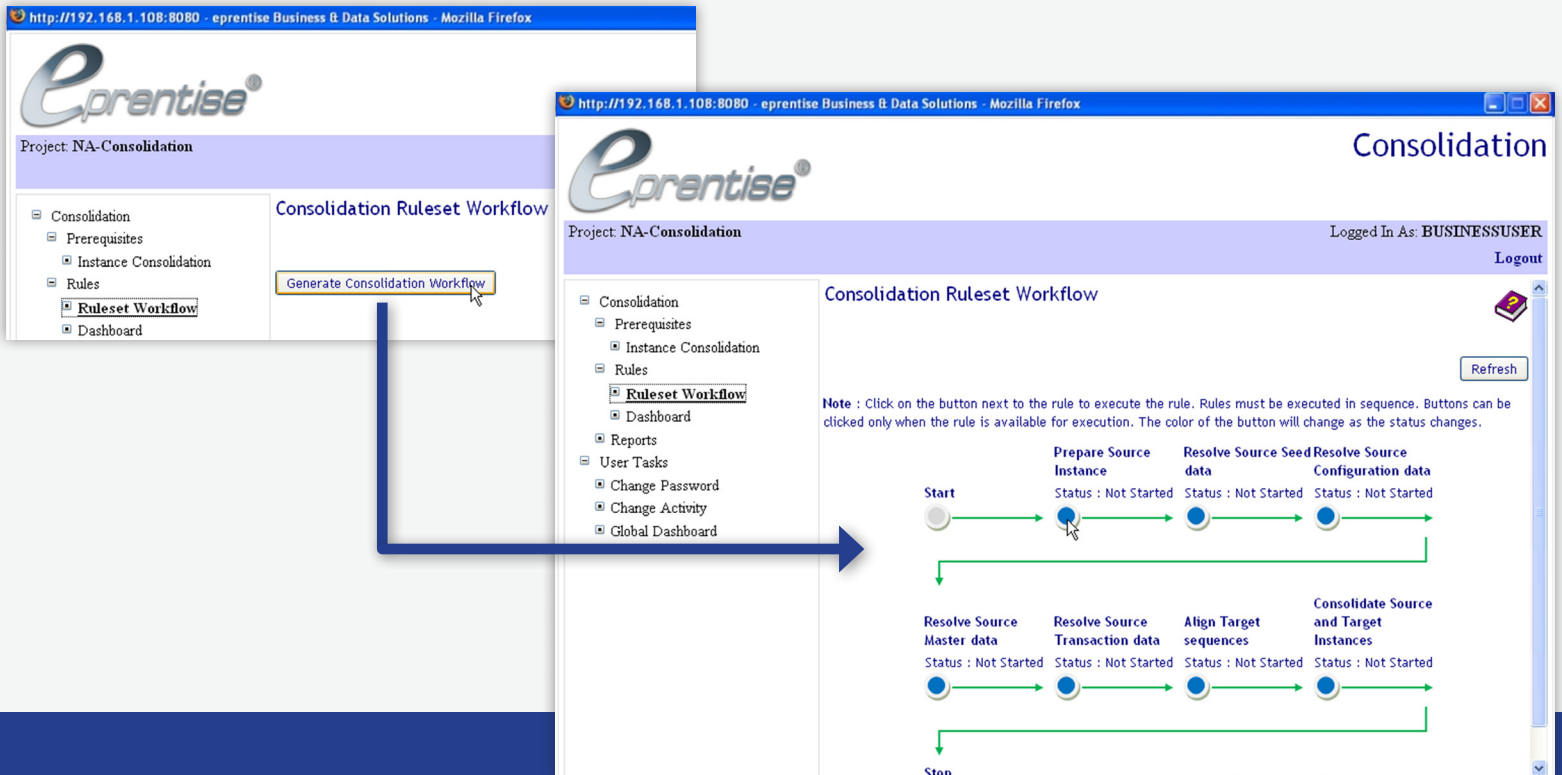 http://192.168.1.108:8080 - eprentise Business & Data Solutions - Mozilla Firefox
eprentise®
Project: NA-Consolidation
Consolidation
Prerequisites
Instance Consolidation
Rules
Ruleset Workflow
Dashboard
Consolidation Ruleset Workflow
Generate Consolidation Workflow
http://192.168.1.108:8080 - eprentise Business & Data Solutions - Mozilla Firefox
eprentise®
Consolidation
Project: NA-Consolidation
Logged In As: BUSINESSUSER
Logout
Consolidation
Prerequisites
Instance Consolidation
Rules
Ruleset Workflow
Dashboard
Reports
User Tasks
Change Password
Change Activity
Global Dashboard
Consolidation Ruleset Workflow
?
Refresh
Note : Click on the button next to the rule to execute the rule. Rules must be executed in sequence. Buttons can be
clicked only when the rule is available for execution. The color of the button will change as the status changes.
Start
Prepare Source
Instance
Status : Not Started
Resolve Source Seed
data
Status : Not Started
Resolve Source
Configuration data
Status : Not Started
Resolve Source
Master data
Status : Not Started
Resolve Source
Transaction data
Status : Not Started
Align Target
sequences
Status : Not Started
Consolidate Source
and Target
Instances
Status : Not Started
Stop